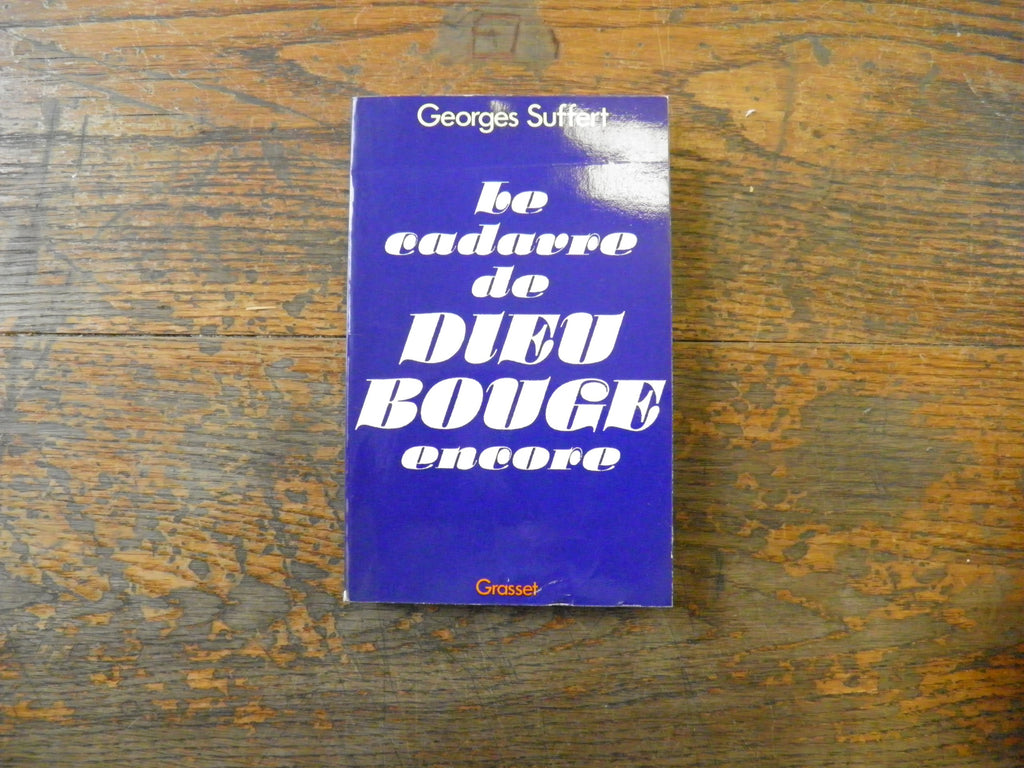 Georges Suffert
le
cadavre
de
DIEU
BOUGE
encore
Grasset